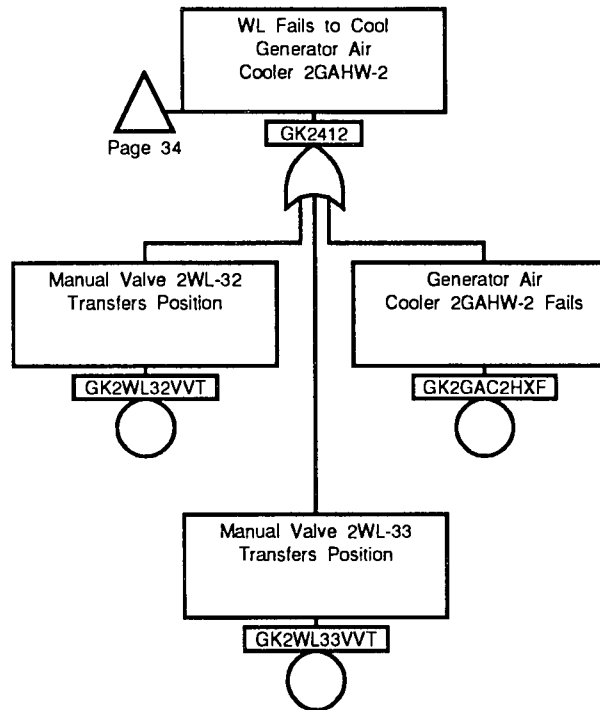 WL Fails to Cool
Generator Air
Cooler 2GAHW-2
Page 34
GK2412
Manual Valve 2WL-32
Transfers Position
GK2WL32VVT
Generator Air
Cooler 2GAHW-2 Fails
GK2GAC2HXF
Manual Valve 2WL-33
Transfers Position
GK2WL33VVT